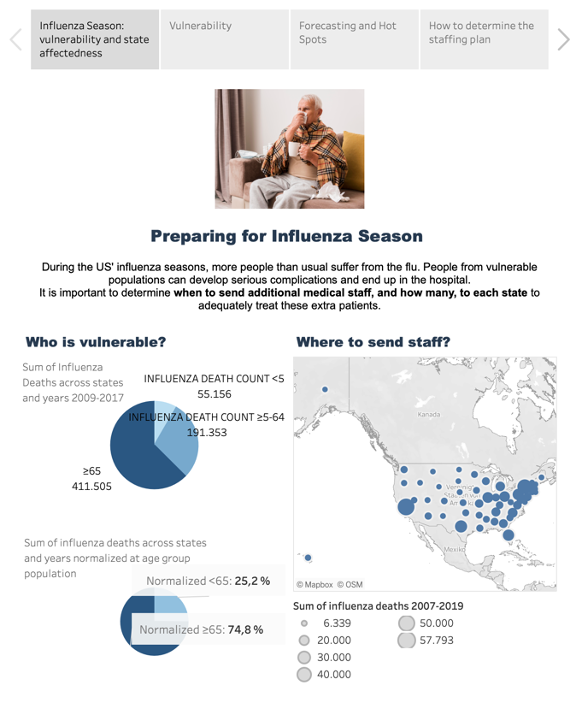 Influenza Season:
vulnerability and state
affectedness
Vulnerability
Forecasting and Hot
Spots
How to determine the
staffing plan
Preparing for Influenza Season
During the US' influenza seasons, more people than usual suffer from the flu. People from vulnerable
populations can develop serious complications and end up in the hospital.
It is important to determine when to send additional medical staff, and how many, to each state to
adequately treat these extra patients.
Who is vulnerable?
Sum of Influenza
Deaths across states
and years 2009-2017
INFLUENZA DEATH COUNT <5
55.156
INFLUENZA DEATH COUNT ≥5-64
191.353
≥65
411.505
Sum of influenza deaths across states
and years normalized at age group
population
Normalized <65: 25,2 %
Normalized ≥65: 74,8 %
Where to send staff?
Kanada
Mexiko
© Mapbox © OSM
Sum of influenza deaths 2007-2019
6.339
20.000
30.000
40.000
50.000
57.793